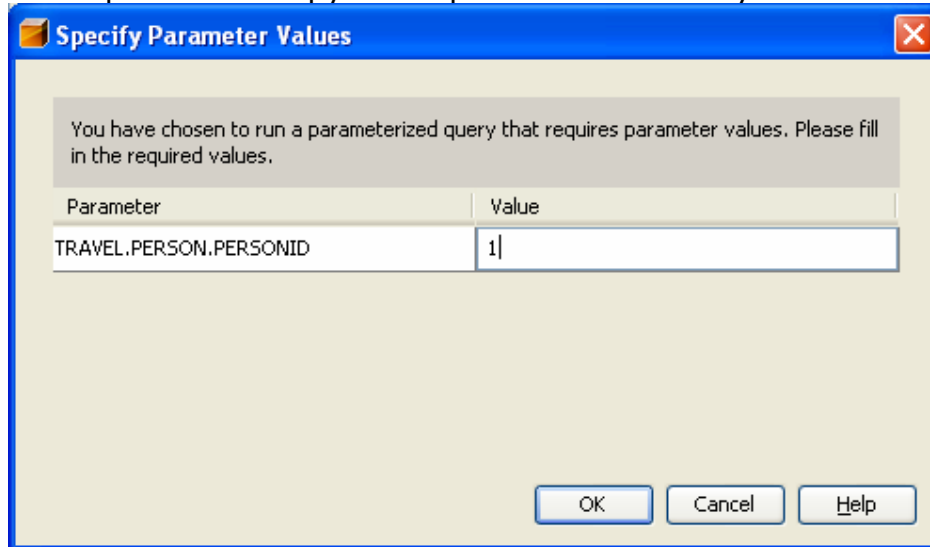 Specify Parameter Values
You have chosen to run a parameterized query that requires parameter values. Please fill
in the required values.
Parameter Value
TRAVEL.PERSON.PERSONID 1
OK Cancel Help